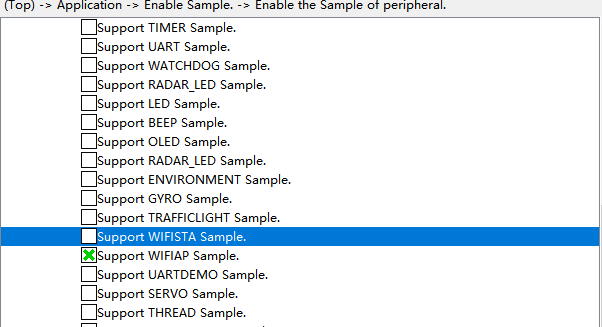 (Top) -> Application -> Enable Sample. -> Enable the Sample of peripheral.
Support TIMER Sample.
Support UART Sample.
Support WATCHDOG Sample.
Support RADAR_LED Sample.
Support LED Sample.
Support BEEP Sample.
Support OLED Sample.
Support RADAR_LED Sample.
Support ENVIRONMENT Sample.
Support GYRO Sample.
Support TRAFFICLIGHT Sample.
Support WIFISTA Sample.
Support WIFIAP Sample.
Support UARTDEMO Sample.
Support SERVO Sample.
Support THREAD Sample.